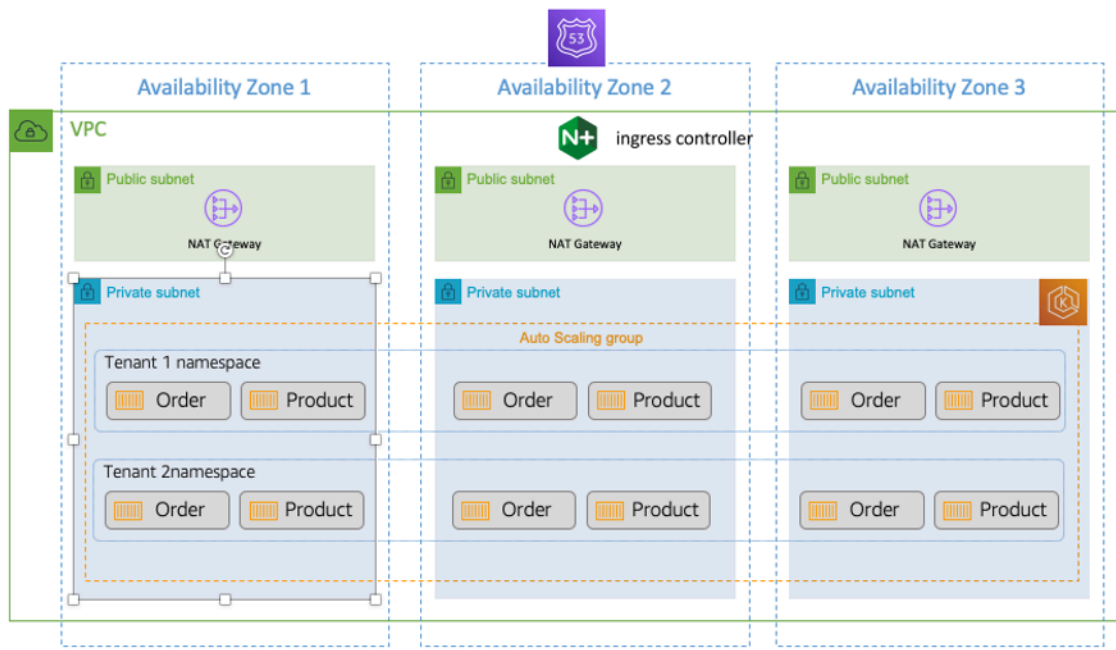 53
Availability Zone 1
Availability Zone 2
Availability Zone 3
VPC
N+
ingress controller
Public subnet
Public subnet
Public subnet
NAT Gateway
NAT Gateway
NAT Gateway
Private subnet
Private subnet
Private subnet
K
Auto Scaling group
Tenant 1 namespace
Order
Product
Order
Product
Order
Product
Tenant 2namespace
Order
Product
Order
Product
Order
Product